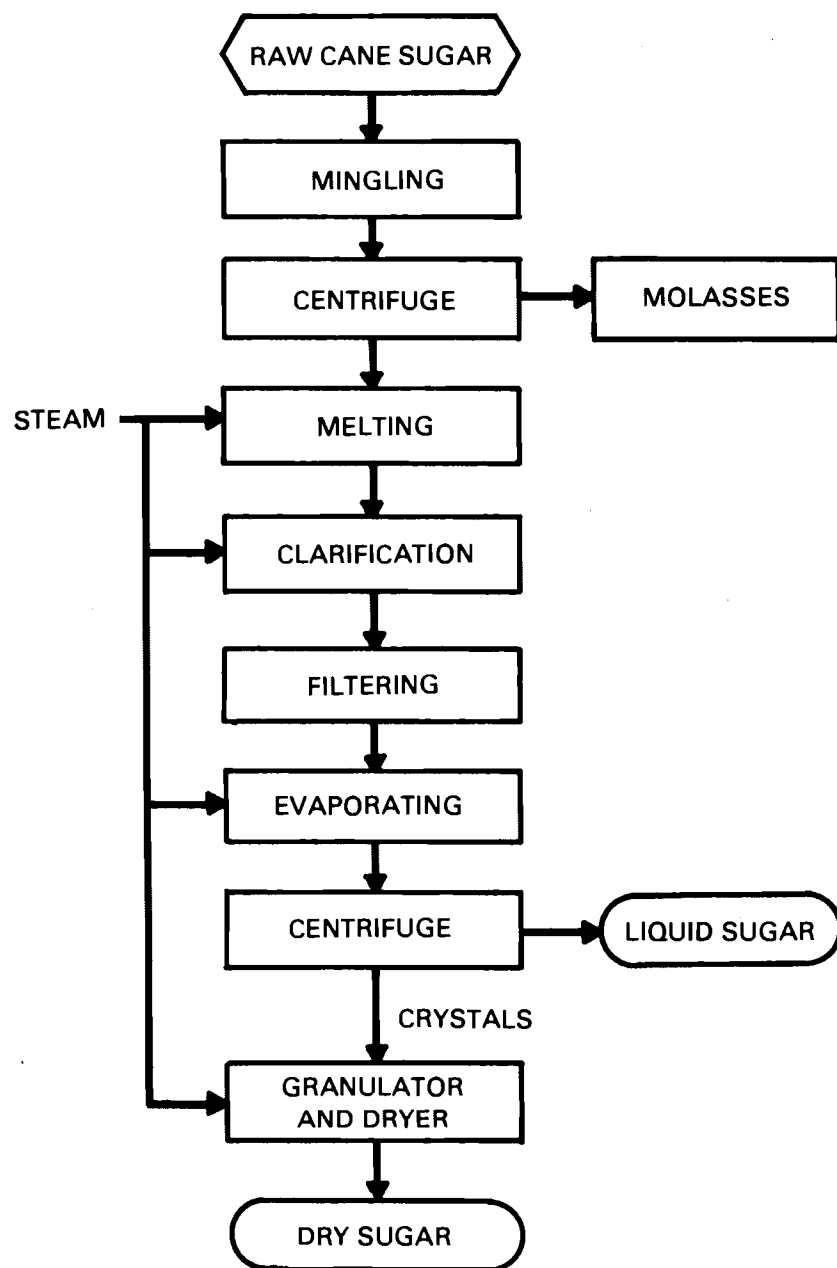 RAW CANE SUGAR
MINGLING
CENTRIFUGE
MOLASSES
STEAM
MELTING
CLARIFICATION
FILTERING
EVAPORATING
CENTRIFUGE
LIQUID SUGAR
CRYSTALS
GRANULATOR
AND DRYER
DRY SUGAR